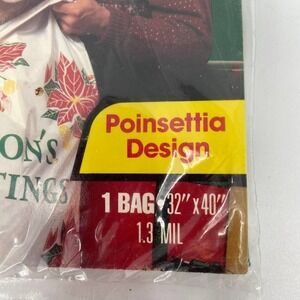 Poinsettia
Design
ON'S
TINGS
1 BAG 32" x 40"
1.3 MIL